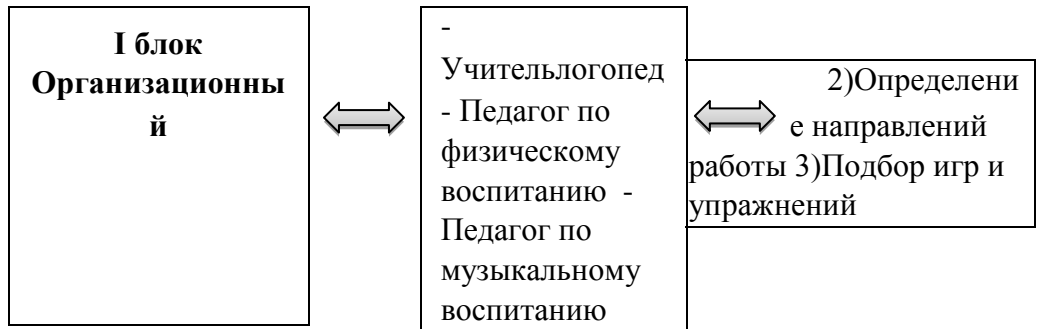 I блок
Организационны
й
-
Учительлогопед
- Педагог по
физическому
воспитанию -
Педагог по
музыкальному
воспитанию
2)Определени
е направлений
работы 3)Подбор игр и
упражнений